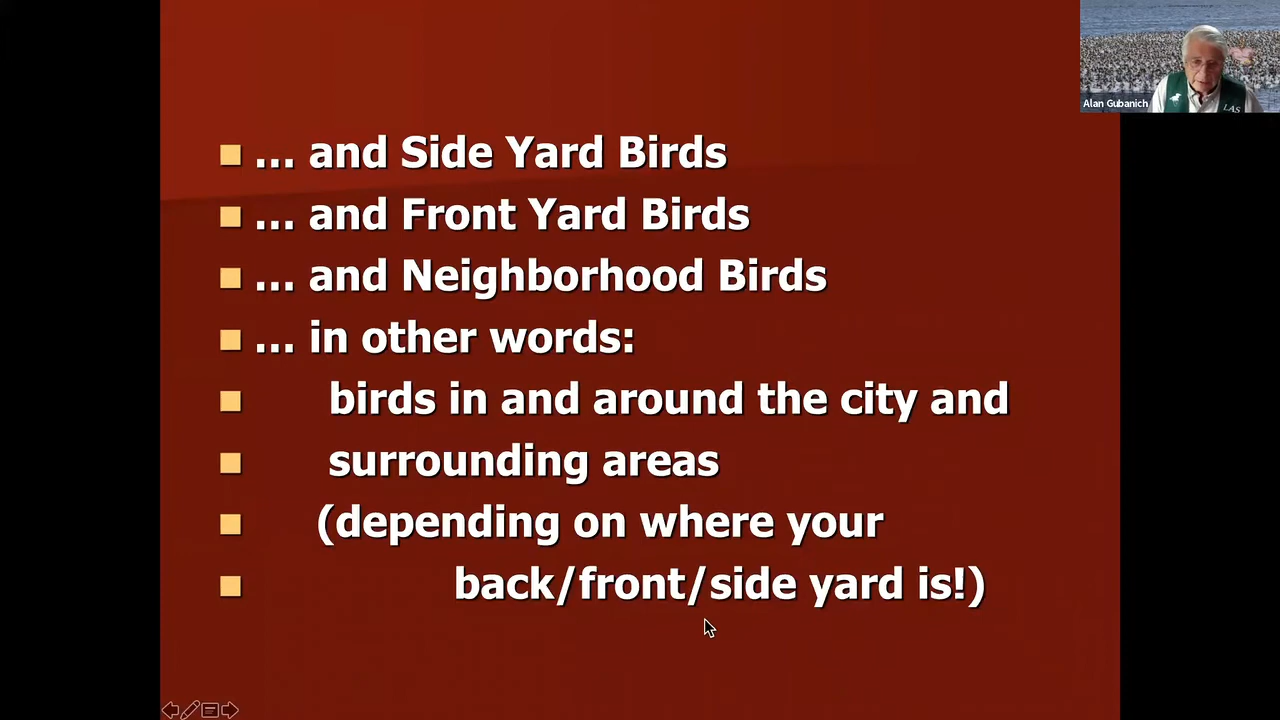 Alan Gubanich
LAS
… and Side Yard Birds
… and Front Yard Birds
… and Neighborhood Birds
… in other words:
birds in and around the city and
surrounding areas
(depending on where your
back/front/side yard is!)